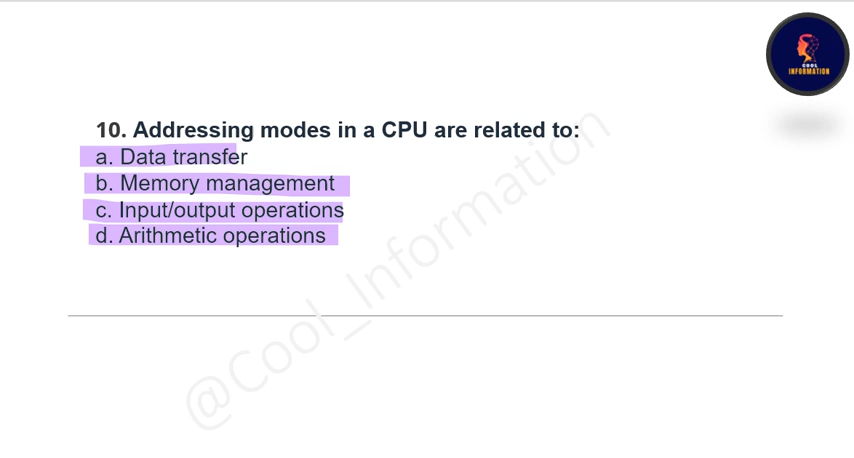 COOL
INFORMATION
10. Addressing modes in a CPU are related to:
a. Data transfer
b. Memory management
c. Input/output operations
d. Arithmetic operations
@Cool_Information